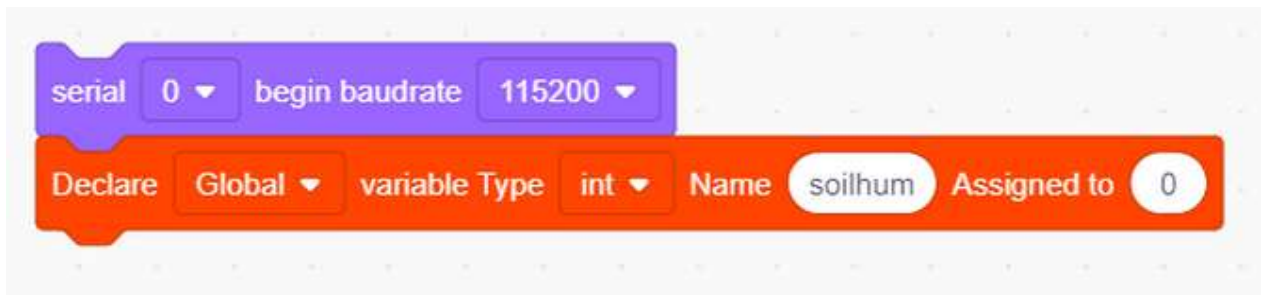 serial 0 begin baudrate 115200
Declare Global variable Type int Name soilhum Assigned to 0